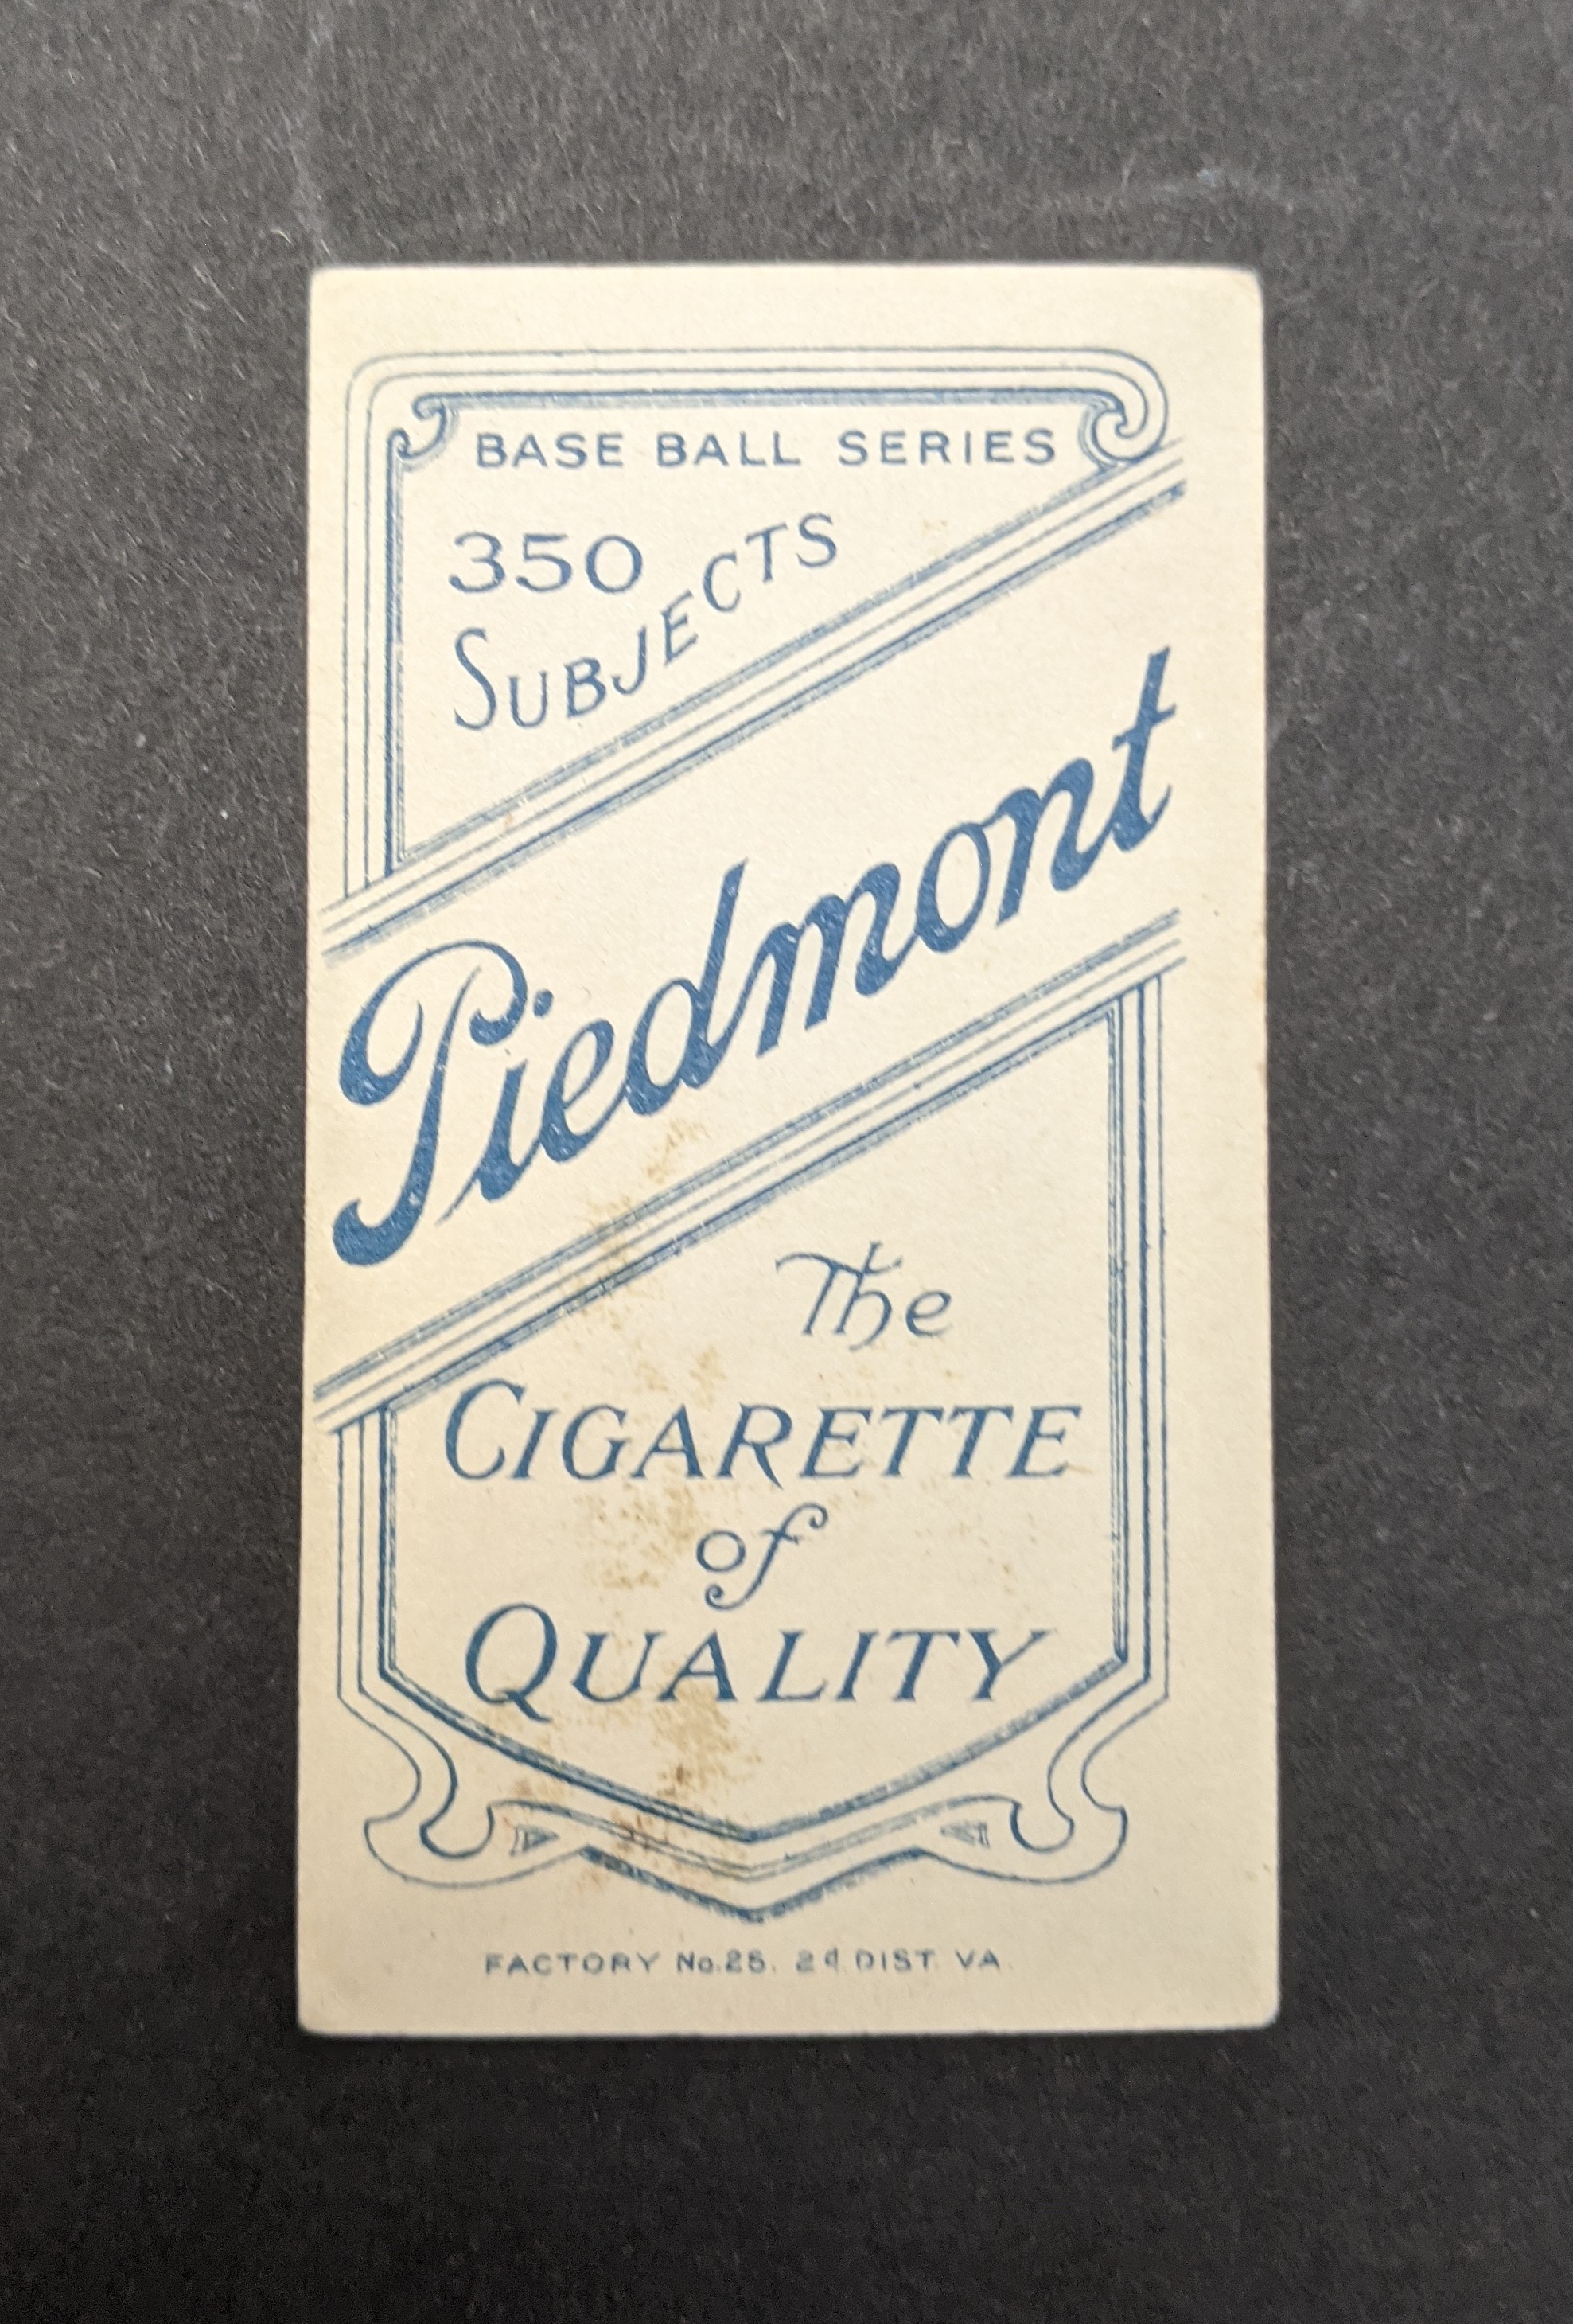 BASE BALL SERIES
350
SUBJECTS
Piedmont
The
CIGARETTE
of
QUALITY
FACTORY No.25. 2d. DIST. VA.